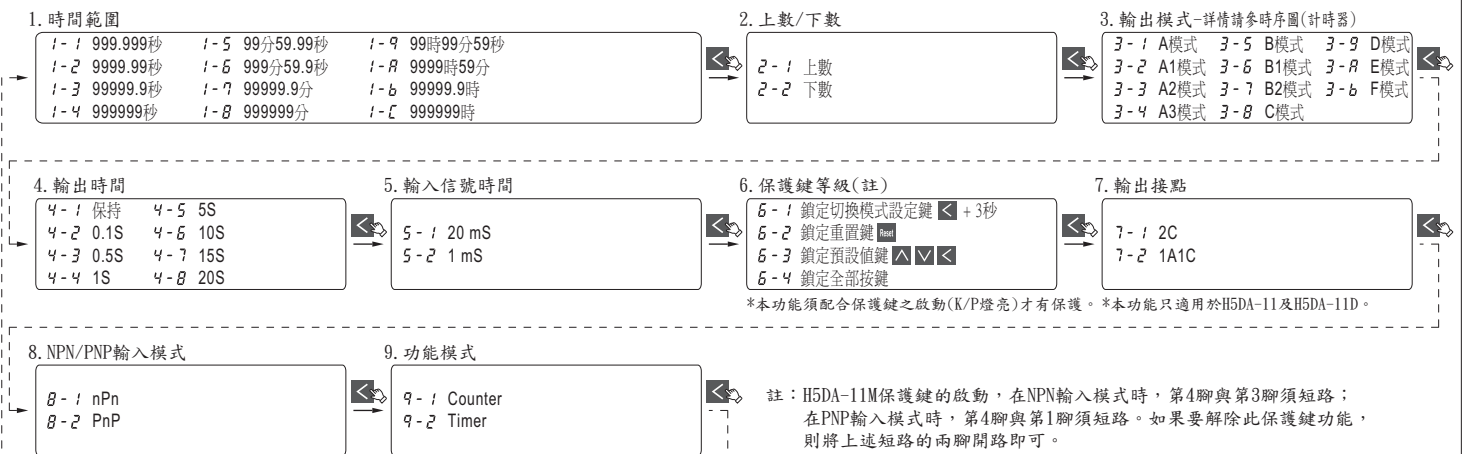 1.時間範圍
1-1 999.999秒 1-5 99分59.99秒 1-9 99時99分59秒
1-2 9999.99秒 1-6 999分59.9秒 1-A 9999時59分
1-3 99999.9秒 1-7 99999.9分 1-b 99999.9時
1-4 999999秒 1-8 999999分 1-C 999999時
2.上數/下數
2-1 上數
2-2 下數
3.輸出模式-詳情請參時序圖(計時器)
3-1 A模式 3-5 B模式 3-9 D模式
3-2 A1模式 3-6 B1模式 3-A E模式
3-3 A2模式 3-7 B2模式 3-b F模式
3-4 A3模式 3-8 C模式
4.輸出時間
4-1 保持 4-5 5S
4-2 0.1S 4-6 10S
4-3 0.5S 4-7 15S
4-4 1S 4-8 20S
5.輸入信號時間
5-1 20 mS
5-2 1 mS
6.保護鍵等級(註)
6-1 鎖定切換模式設定鍵 < + 3秒
6-2 鎖定重置鍵 Reset
6-3 鎖定預設值鍵 ∧ ∨ <
6-4 鎖定全部按鍵
*本功能須配合保護鍵之啟動(K/P燈亮)才有保護。
7.輸出接點
7-1 2C
7-2 1A1C
*本功能只適用於H5DA-11及H5DA-11D。
8.NPN/PNP輸入模式
8-1 nPn
8-2 PnP
9.功能模式
9-1 Counter
9-2 Timer
註：H5DA-11M保護鍵的啟動，在NPN輸入模式時，第4腳與第3腳須短路；
在PNP輸入模式時，第4腳與第1腳須短路。如果要解除此保護鍵功能，
則將上述短路的兩腳開路即可。